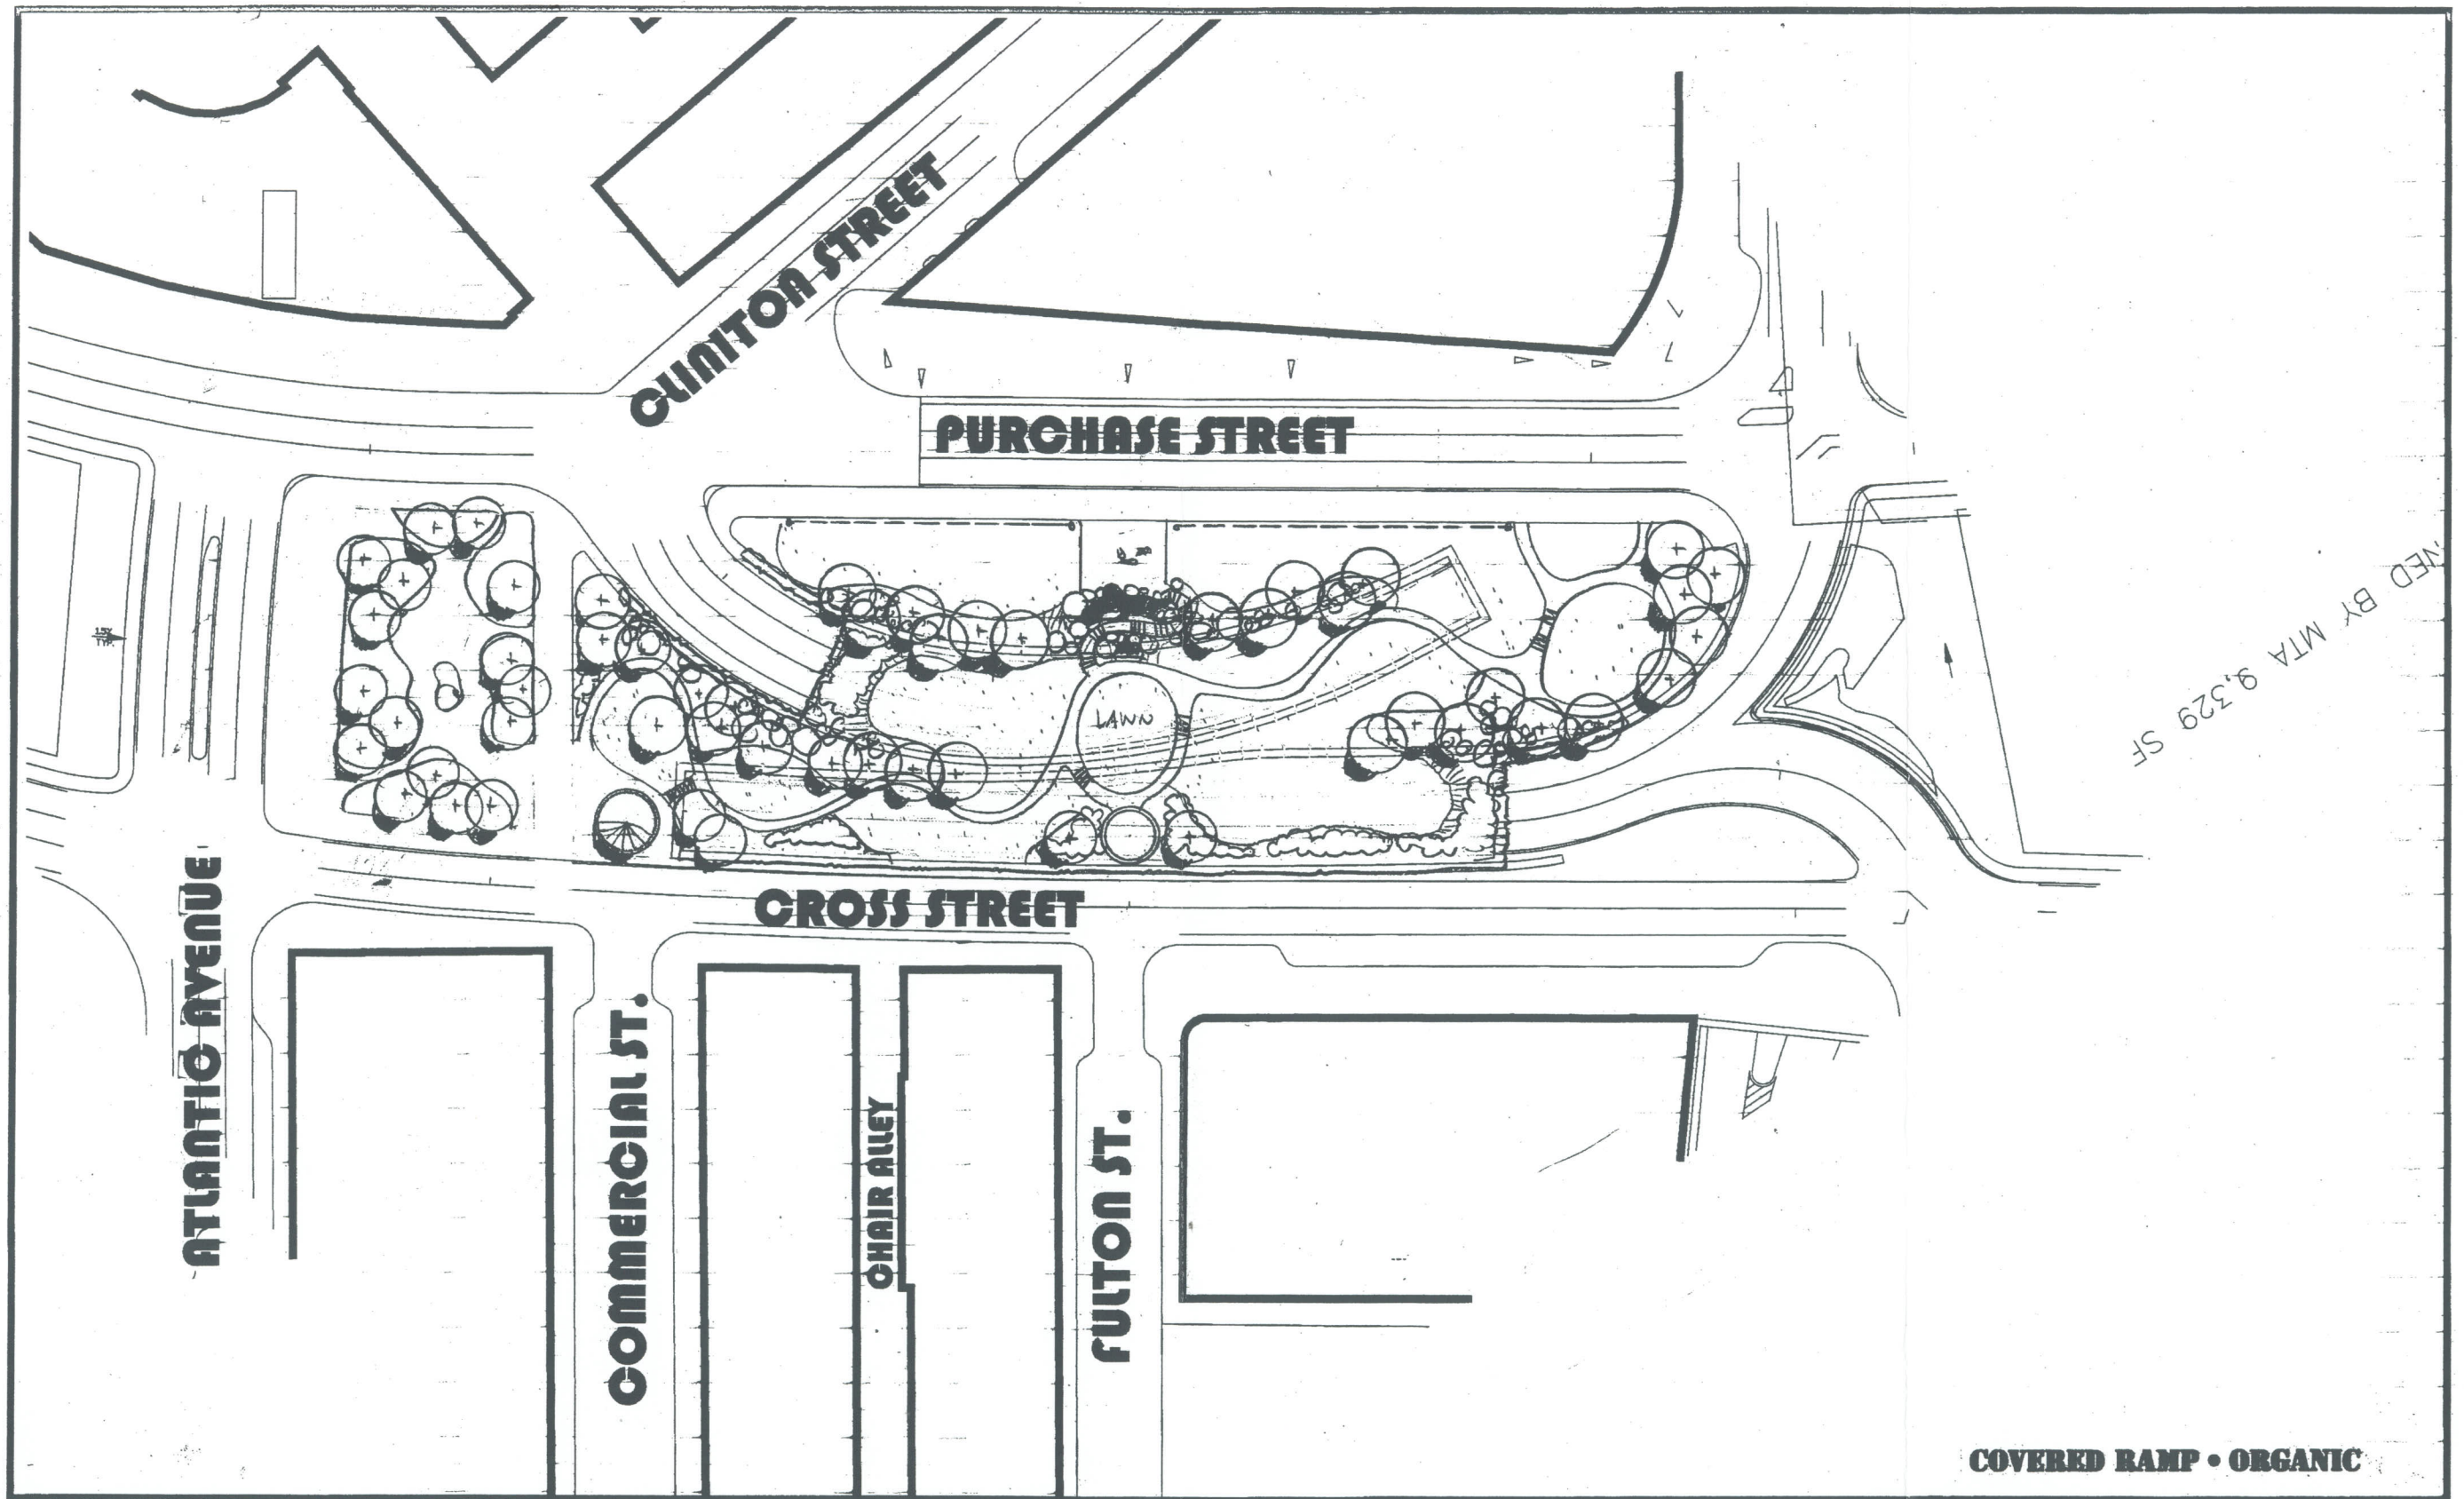 CLINTON STREET
PURCHASE STREET
LAWN
NED BY MTA 9,329 SF
CROSS STREET
ATLANTIC AVENUE
COMMERCIAL ST.
CHAIR ALLEY
FULTON ST.
COVERED RAMP • ORGANIC